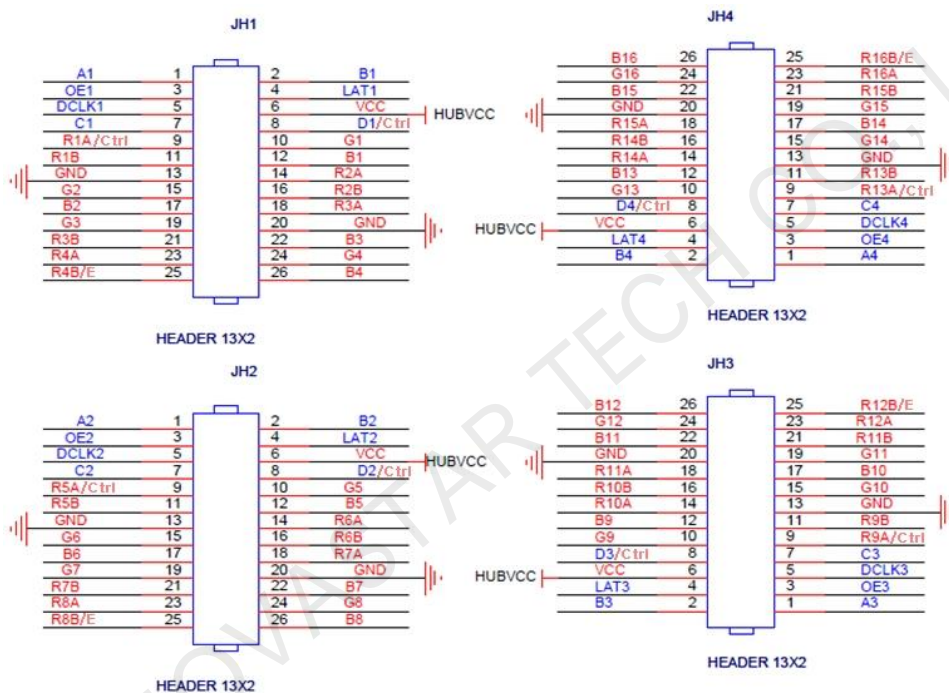 JH1
A1 1 2 B1
OE1 3 4 LAT1
DCLK1 5 6 VCC HUBVCC
C1 7 8 D1/Ctrl
R1A/Ctrl 9 10 G1
R1B 11 12 B1
GND 13 14 R2A
G2 15 16 R2B
B2 17 18 R3A
G3 19 20 GND
R3B 21 22 B3
R4A 23 24 G4
R4B/E 25 26 B4
HEADER 13X2
JH4
B16 26 25 R16B/E
G16 24 23 R16A
B15 22 21 R15B
GND 20 19 G15
R15A 18 17 B14
R14B 16 15 G14
R14A 14 13 GND
B13 12 11 R13B
G13 10 9 R13A/Ctrl
D4/Ctrl 8 7 C4
HUBVCC VCC 6 5 DCLK4
LAT4 4 3 OE4
B4 2 1 A4
HEADER 13X2
JH2
A2 1 2 B2
OE2 3 4 LAT2
DCLK2 5 6 VCC HUBVCC
C2 7 8 D2/Ctrl
R5A/Ctrl 9 10 G5
R5B 11 12 B5
GND 13 14 R6A
G6 15 16 R6B
B6 17 18 R7A
G7 19 20 GND
R7B 21 22 B7
R8A 23 24 G8
R8B/E 25 26 B8
HEADER 13X2
JH3
B12 26 25 R12B/E
G12 24 23 R12A
B11 22 21 R11B
GND 20 19 G11
R11A 18 17 B10
R10B 16 15 G10
R10A 14 13 GND
B9 12 11 R9B
G9 10 9 R9A/Ctrl
D3/Ctrl 8 7 C3
HUBVCC VCC 6 5 DCLK3
LAT3 4 3 OE3
B3 2 1 A3
HEADER 13X2
OVASTAR TECH CO.,